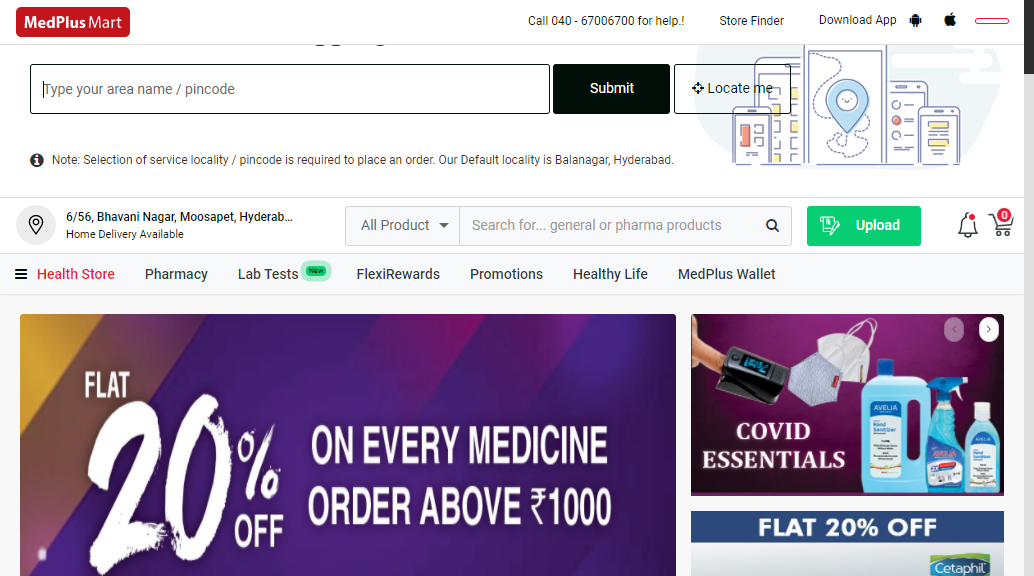 MedPlus Mart
Call 040 - 67006700 for help.!
Store Finder
Download App
Type your area name / pincode
Submit
Locate me
Note: Selection of service locality / pincode is required to place an order. Our Default locality is Balanagar, Hyderabad.
6/56, Bhavani Nagar, Moosapet, Hyderab...
Home Delivery Available
All Product
Search for... general or pharma products
Upload
0
Health Store
Pharmacy
Lab Tests
New
FlexiRewards
Promotions
Healthy Life
MedPlus Wallet
FLAT
20% OFF
ON EVERY MEDICINE
ORDER ABOVE ₹1000
COVID
ESSENTIALS
AVELIA
Hand
Sanitizer
AVELIA
AVELIA
FLAT 20% OFF
Cetaphil